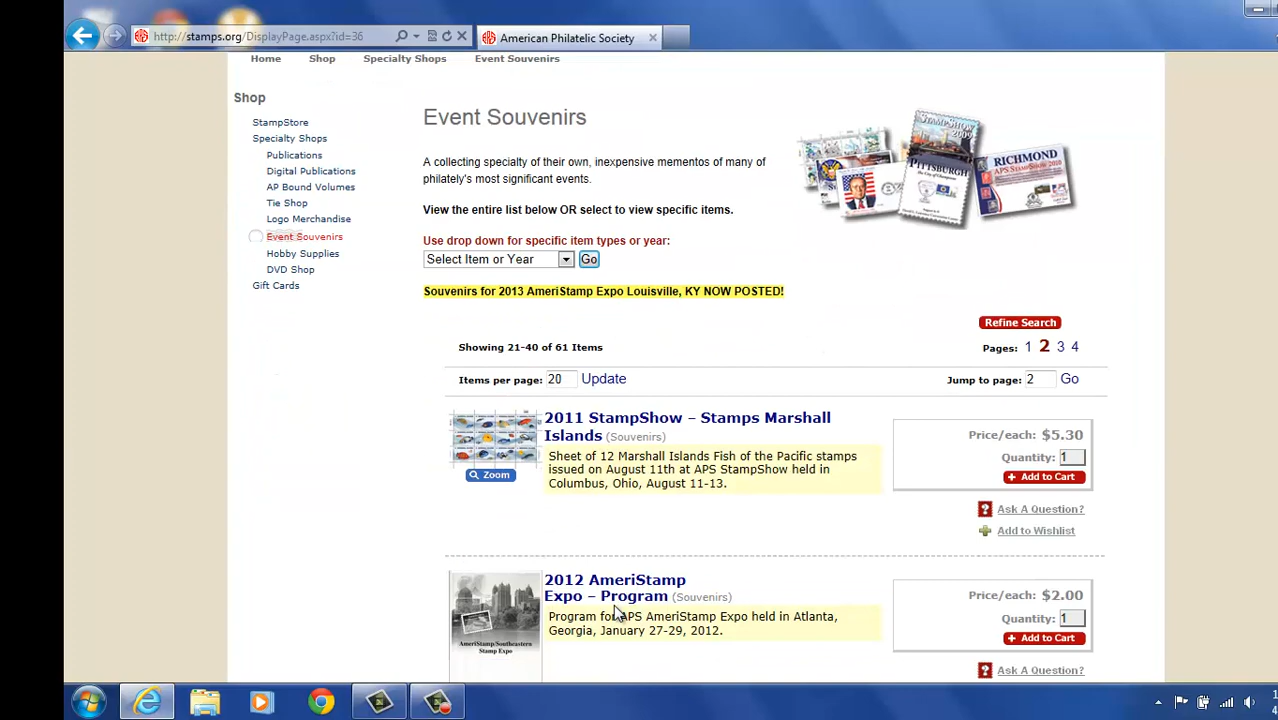 http://stamps.org/DisplayPage.aspx?id=36
American Philatelic Society
Home Shop Specialty Shops Event Souvenirs
Shop
StampStore
Specialty Shops
Publications
Digital Publications
AP Bound Volumes
Tie Shop
Logo Merchandise
Event Souvenirs
Hobby Supplies
DVD Shop
Gift Cards
Event Souvenirs
A collecting specialty of their own, inexpensive mementos of many of
philately's most significant events.
View the entire list below OR select to view specific items.
Use drop down for specific item types or year:
Select Item or Year Go
Souvenirs for 2013 AmeriStamp Expo Louisville, KY NOW POSTED!
STAMPSHOW
2009
PITTSBURGH
RICHMOND
APS STAMPSHOW 2010
Refine Search
Showing 21-40 of 61 Items
Pages: 1 2 3 4
Items per page: 20 Update
Jump to page: 2 Go
2011 StampShow – Stamps Marshall
Islands (Souvenirs)
Sheet of 12 Marshall Islands Fish of the Pacific stamps
issued on August 11th at APS StampShow held in
Columbus, Ohio, August 11-13.
Zoom
Price/each: $5.30
Quantity: 1
+ Add to Cart
? Ask A Question?
Add to Wishlist
2012 AmeriStamp
Expo – Program (Souvenirs)
Program for APS AmeriStamp Expo held in Atlanta,
Georgia, January 27-29, 2012.
AmeriStamp/Southeastern
Stamp Expo
Price/each: $2.00
Quantity: 1
+ Add to Cart
? Ask A Question?